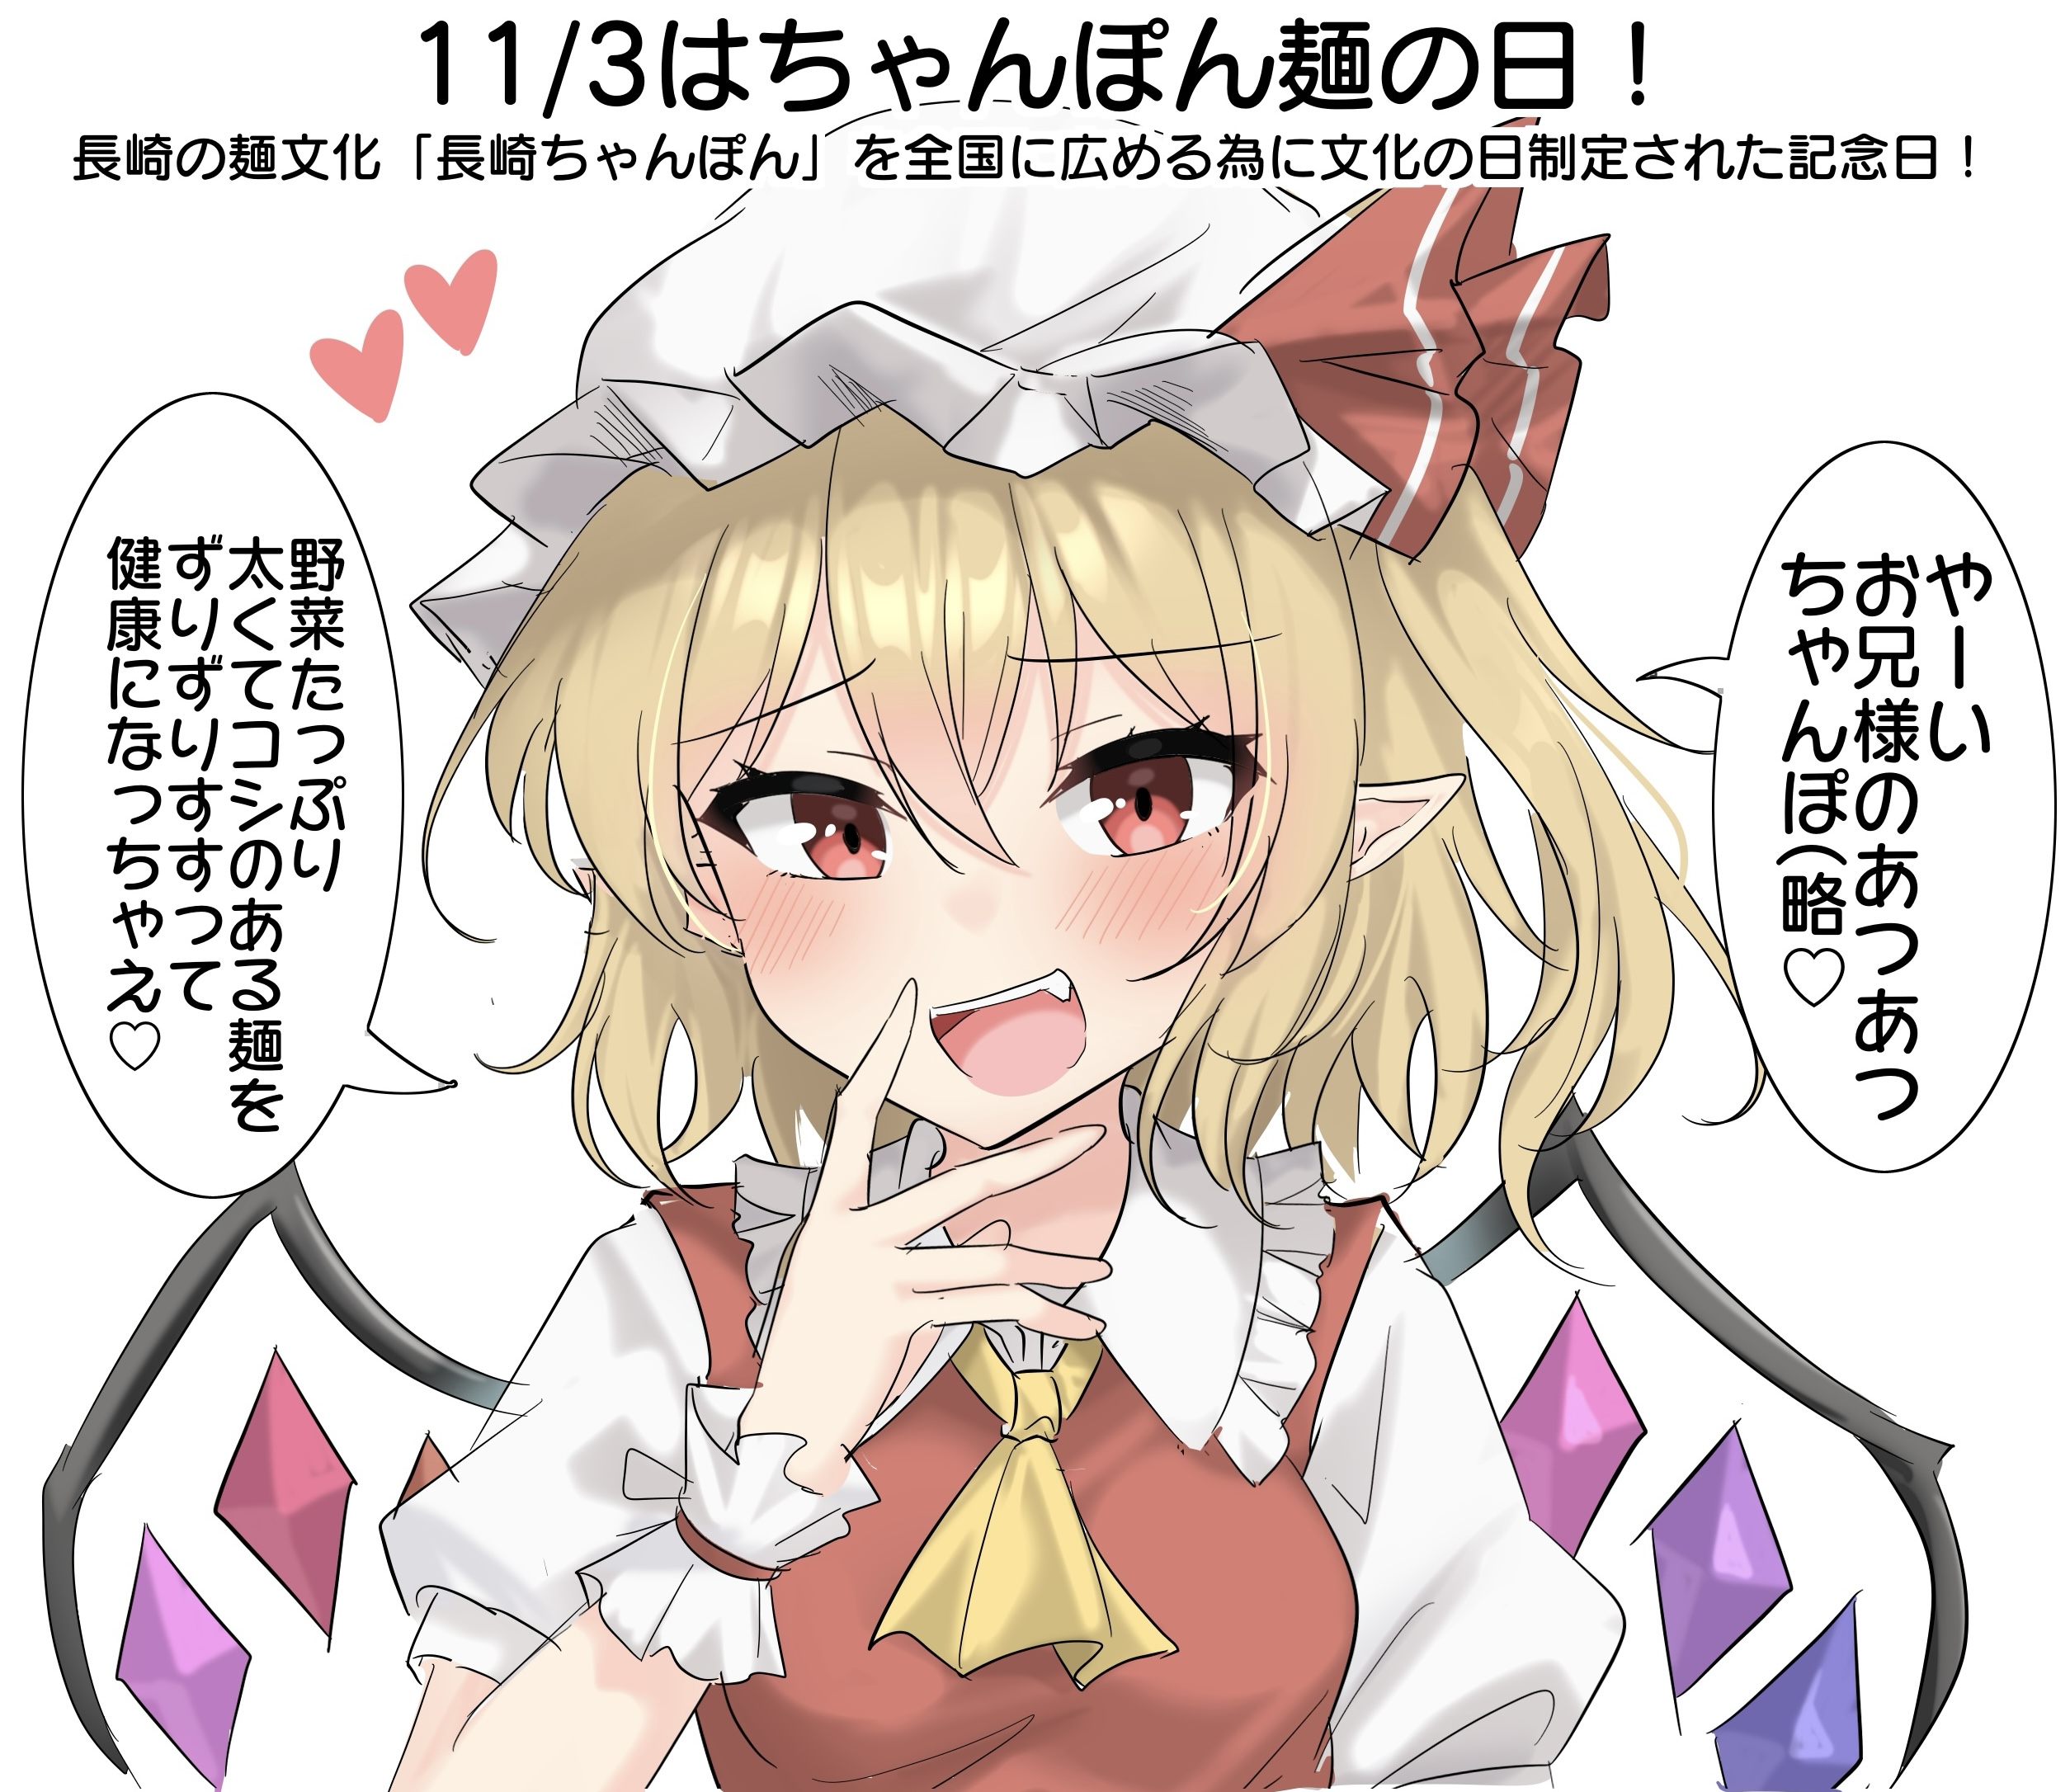 11/3はちゃんぽん麺の日！
長崎の麺文化「長崎ちゃんぽん」を全国に広める為に文化の日制定された記念日！
やーい
お兄様のあつあつ
ちゃんぽ(略♡
野菜たっぷり
太くてコシのある麺を
ずりずりすすって
健康になっちゃえ♡